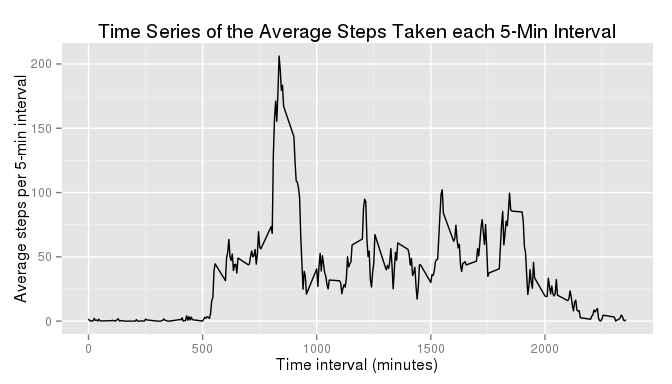 Time Series of the Average Steps Taken each 5-Min Interval
Average steps per 5-min interval
200
150
100
50
0
0 500 1000 1500 2000
Time interval (minutes)